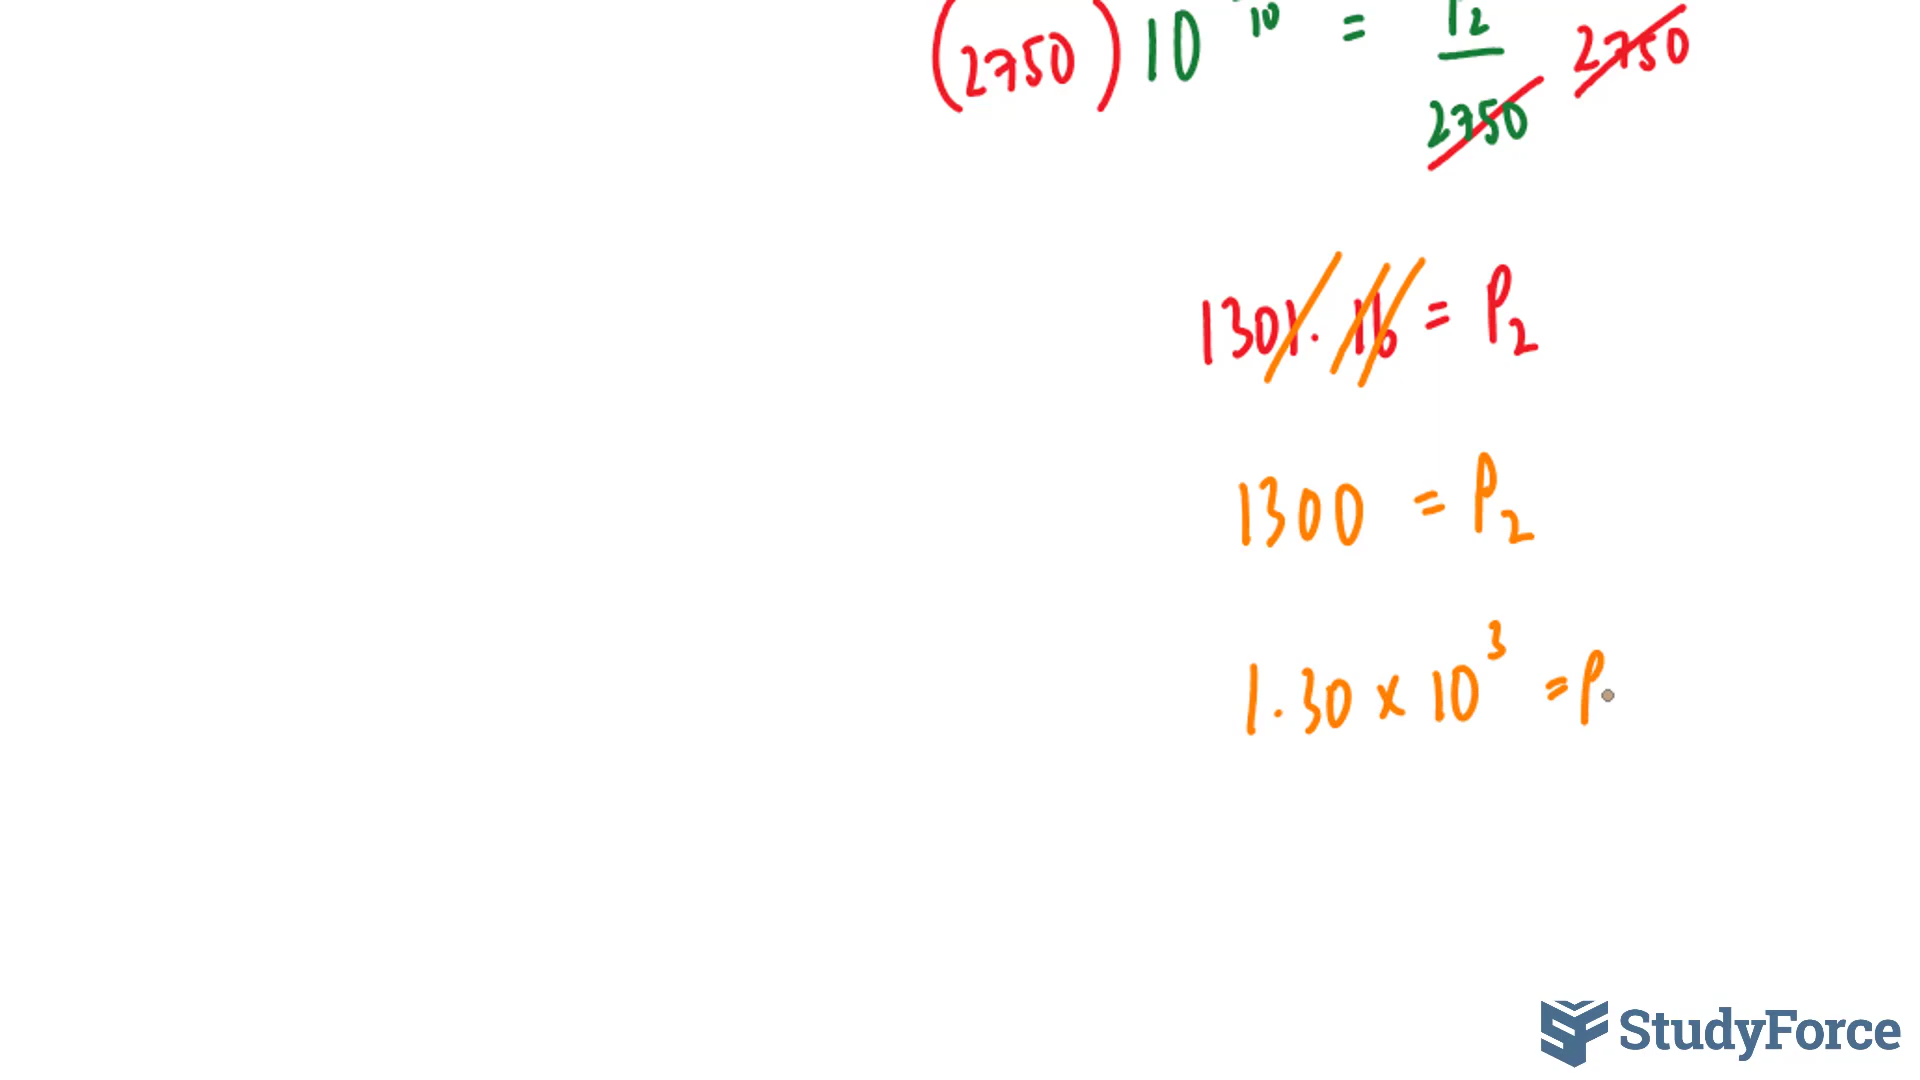 (2750) 10^10 = P2/2750 2750
1301.16 = P2
1300 = P2
1.30 x 10^3 = P
StudyForce